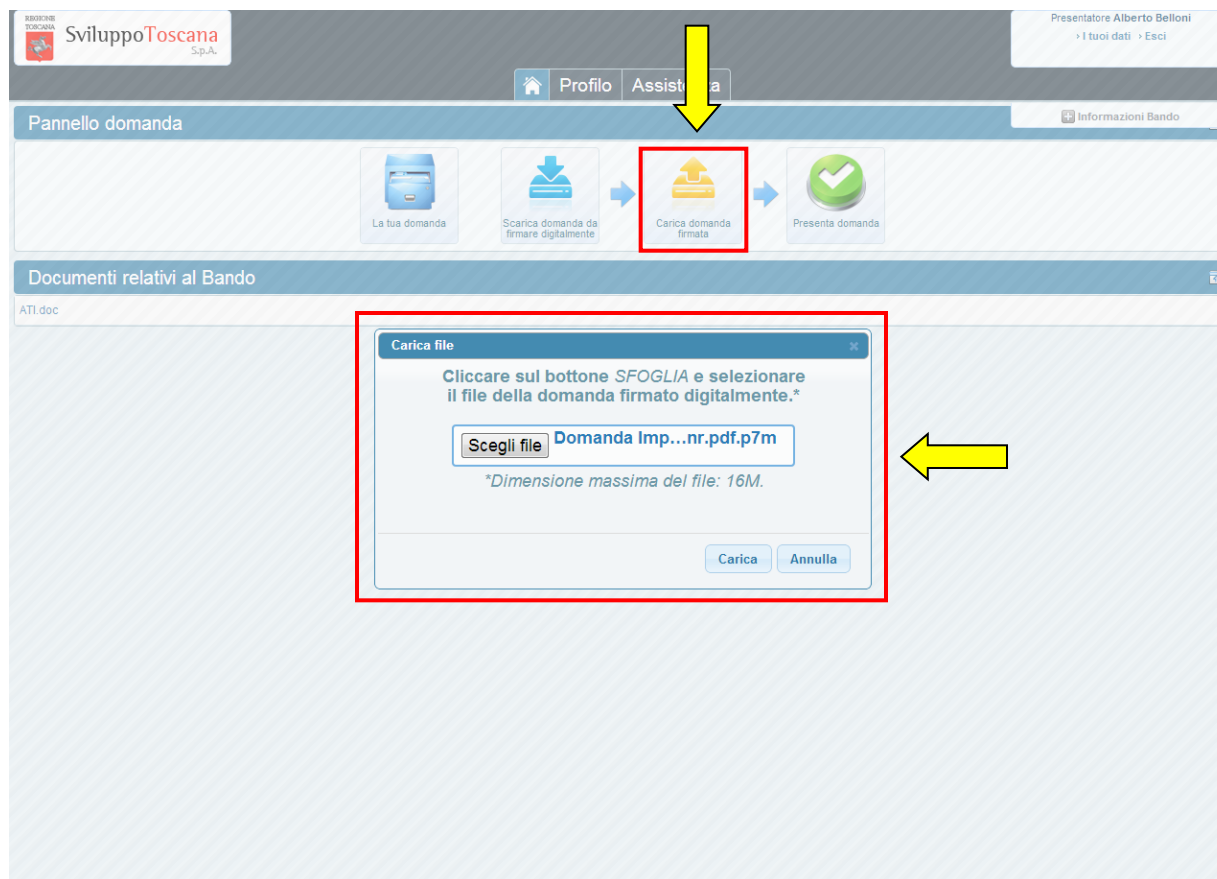 REGIONE
TOSCANA
SviluppoToscana
S.p.A.
Presentatore Alberto Belloni
› I tuoi dati › Esci
Profilo
Assist
a
Pannello domanda
Informazioni Bando
La tua domanda
Scarica domanda da
firmare digitalmente
Carica domanda
firmata
Presenta domanda
Documenti relativi al Bando
ATI.doc
Carica file
Cliccare sul bottone SFOGLIA e selezionare
il file della domanda firmato digitalmente.*
Scegli file Domanda Imp...nr.pdf.p7m
*Dimensione massima del file: 16M.
Carica
Annulla